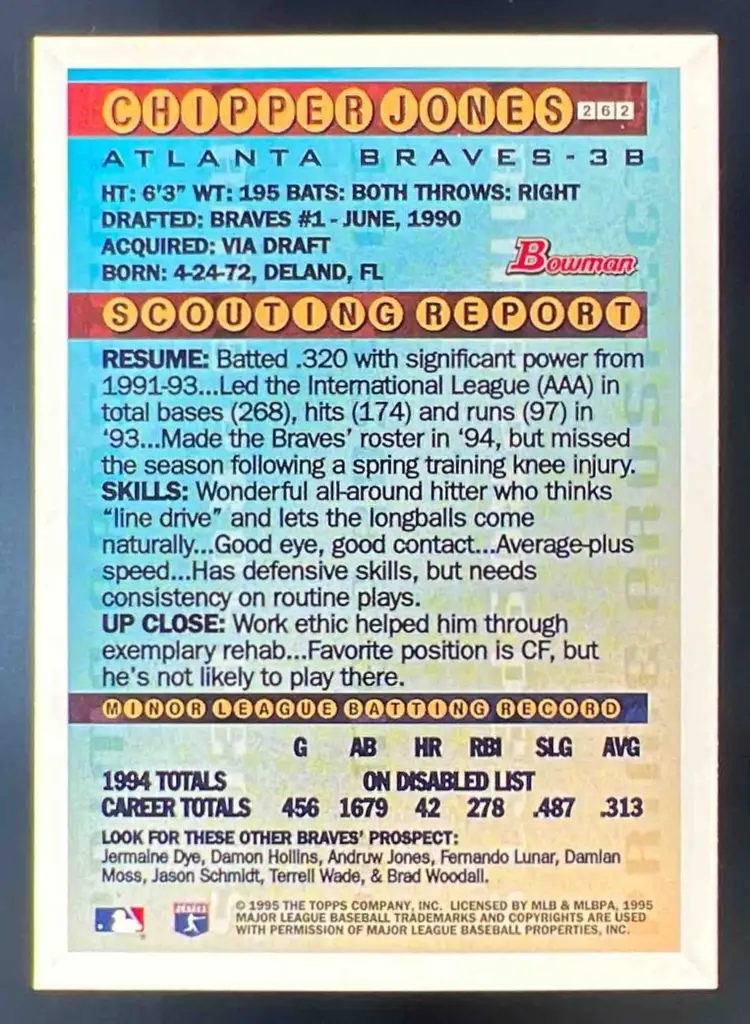 CHIPPER JONES 262
ATLANTA BRAVES-3B
HT: 6'3" WT: 195 BATS: BOTH THROWS: RIGHT
DRAFTED: BRAVES #1 - JUNE, 1990
ACQUIRED: VIA DRAFT
BORN: 4-24-72, DELAND, FL
Bowman
SCOUTING REPORT
RESUME: Batted .320 with significant power from
1991-93...Led the International League (AAA) in
total bases (268), hits (174) and runs (97) in
'93...Made the Braves' roster in '94, but missed
the season following a spring training knee injury.
SKILLS: Wonderful all-around hitter who thinks
"line drive" and lets the longballs come
naturally...Good eye, good contact...Average-plus
speed...Has defensive skills, but needs
consistency on routine plays.
UP CLOSE: Work ethic helped him through
exemplary rehab...Favorite position is CF, but
he's not likely to play there.
MINOR LEAGUE BATTING RECORD
G AB HR RBI SLG AVG
1994 TOTALS ON DISABLED LIST
CAREER TOTALS 456 1679 42 278 .487 .313
LOOK FOR THESE OTHER BRAVES' PROSPECT:
Jermaine Dye, Damon Hollins, Andruw Jones, Fernando Lunar, Damian
Moss, Jason Schmidt, Terrell Wade, & Brad Woodall.
© 1995 THE TOPPS COMPANY, INC. LICENSED BY MLB & MLBPA, 1995
MAJOR LEAGUE BASEBALL TRADEMARKS AND COPYRIGHTS ARE USED
WITH PERMISSION OF MAJOR LEAGUE BASEBALL PROPERTIES, INC.